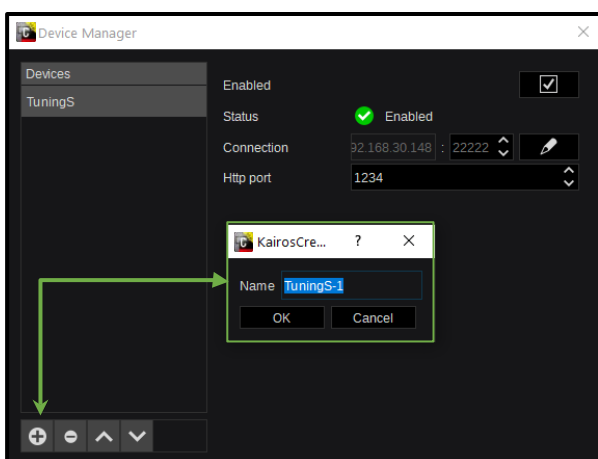 Device Manager
Devices
TuningS
Enabled
Status Enabled
Connection 92.168.30.148 : 22222
Http port 1234
KairosCre... ?
Name TuningS-1
OK Cancel